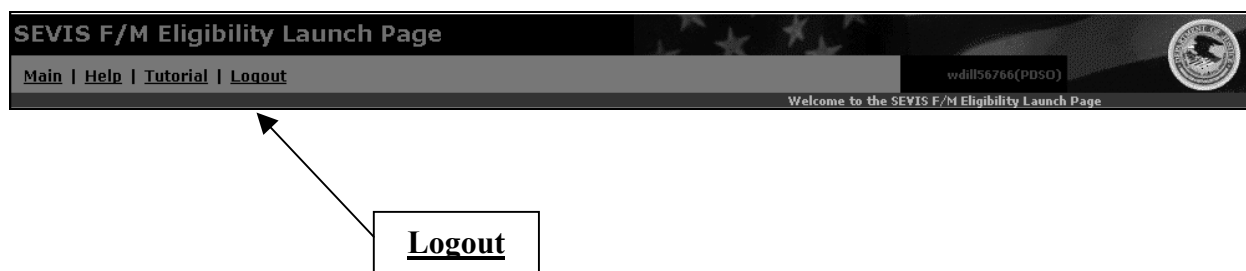 SEVIS F/M Eligibility Launch Page
Main | Help | Tutorial | Logout
wdill56766(PDSO)
Welcome to the SEVIS F/M Eligibility Launch Page
Logout